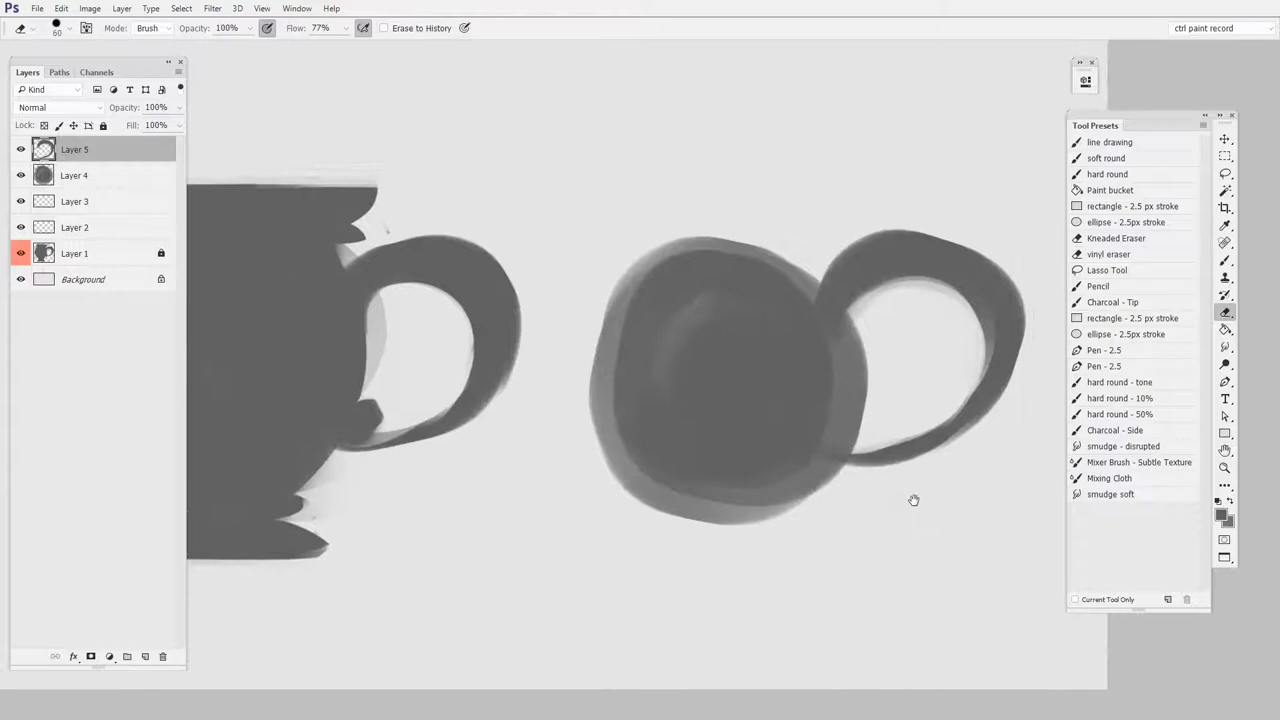 Ps File Edit Image Layer Type Select Filter 3D View Window Help
60 Mode: Brush Opacity: 100% Flow: 77% Erase to History ctrl paint record
Layers Paths Channels
Kind
Normal Opacity: 100%
Lock: Fill: 100%
Layer 5
Layer 4
Layer 3
Layer 2
Layer 1
Background
fx
Tool Presets
line drawing
soft round
hard round
Paint bucket
rectangle - 2.5 px stroke
ellipse - 2.5px stroke
Kneaded Eraser
vinyl eraser
Lasso Tool
Pencil
Charcoal - Tip
rectangle - 2.5 px stroke
ellipse - 2.5px stroke
Pen - 2.5
Pen - 2.5
hard round - tone
hard round - 10%
hard round - 50%
Charcoal - Side
smudge - disrupted
Mixer Brush - Subtle Texture
Mixing Cloth
smudge soft
Current Tool Only